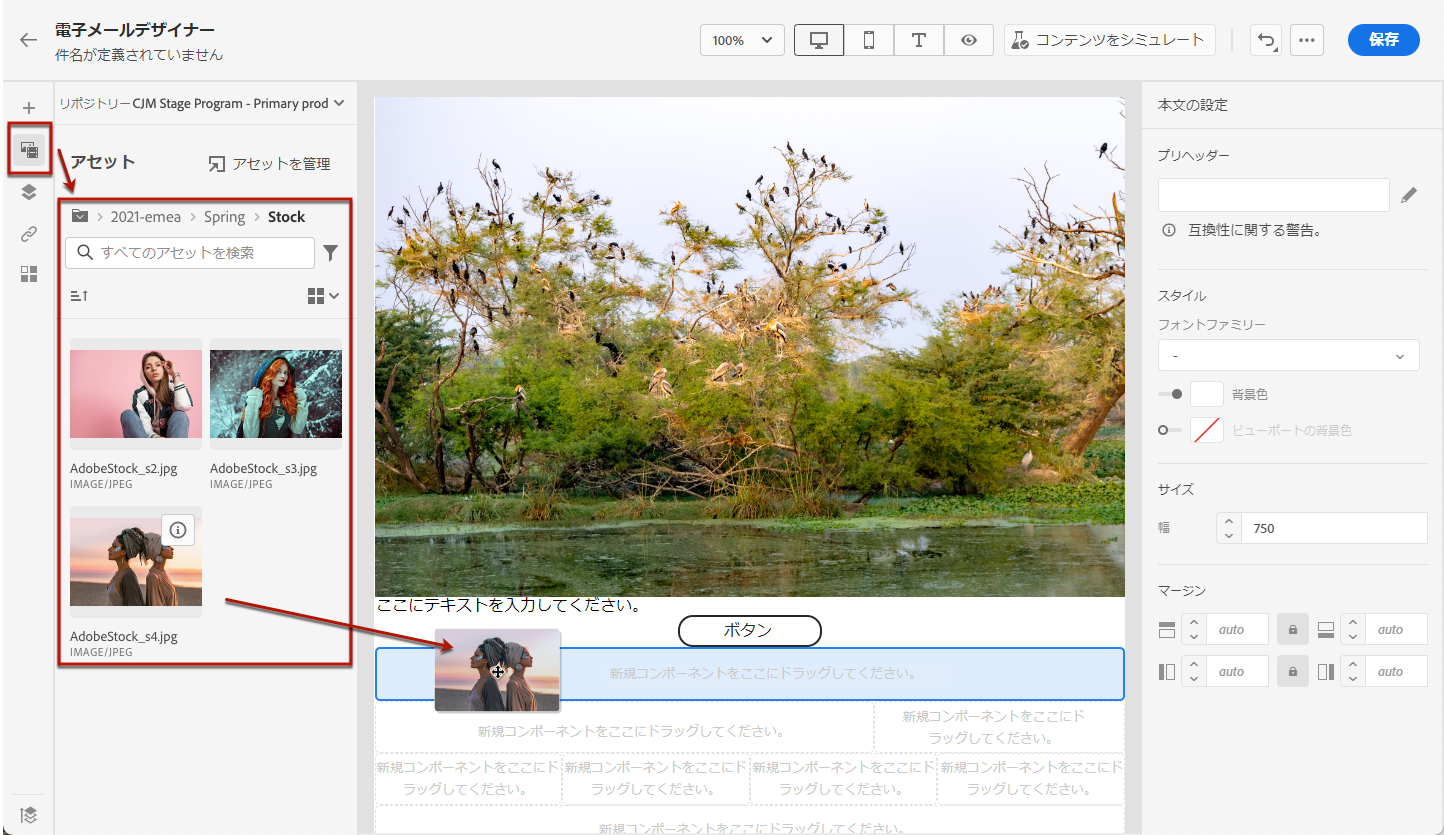 電子メールデザイナー
件名が定義されていません
100%
コンテンツをシミュレート
保存
リポジトリー CJM Stage Program - Primary prod
アセット
アセットを管理
2021-emea > Spring > Stock
すべてのアセットを検索
AdobeStock_s2.jpg
IMAGE/JPEG
AdobeStock_s3.jpg
IMAGE/JPEG
AdobeStock_s4.jpg
IMAGE/JPEG
ここにテキストを入力してください。
ボタン
新規コンポーネントをここにドラッグしてください。
新規コンポーネントをここにドラッグしてください。
新規コンポーネントをここにド
ラッグしてください。
新規コンポーネントをここにド
ラッグしてください。
新規コンポーネントをここにド
ラッグしてください。
新規コンポーネントをここにド
ラッグしてください。
新規コンポーネントをここにド
ラッグしてください。
新規コンポーネントをここにドラッグしてください。
本文の設定
プリヘッダー
互換性に関する警告。
スタイル
フォントファミリー
-
背景色
ビューポートの背景色
サイズ
幅
750
マージン
auto
auto
auto
auto